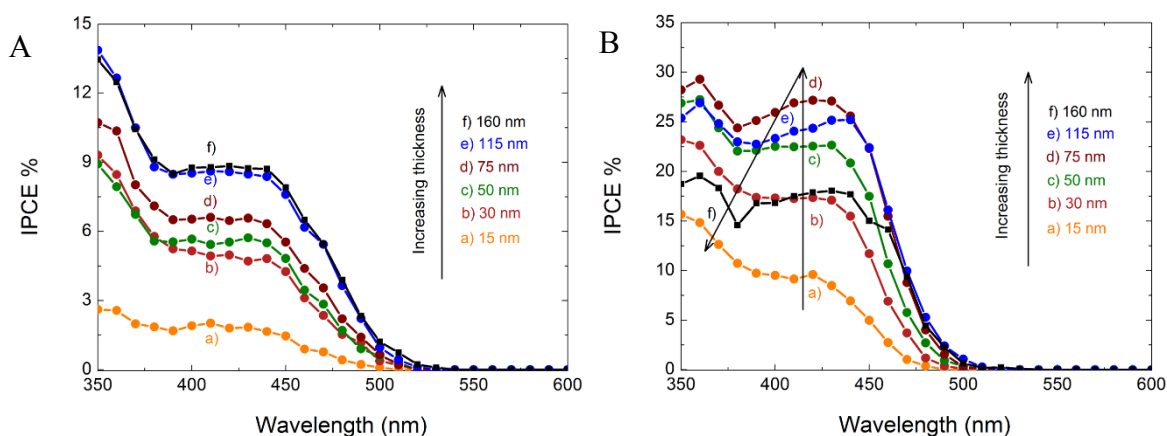 A
IPCE %
15
12
9
6
3
0
350 400 450 500 550 600
Wavelength (nm)
f)
e)
d)
c)
b)
a)
Increasing thickness
f) 160 nm
e) 115 nm
d) 75 nm
c) 50 nm
b) 30 nm
a) 15 nm
B
IPCE %
35
30
25
20
15
10
5
0
350 400 450 500 550 600
Wavelength (nm)
d)
e)
c)
f)
b)
a)
Increasing thickness
f) 160 nm
e) 115 nm
d) 75 nm
c) 50 nm
b) 30 nm
a) 15 nm